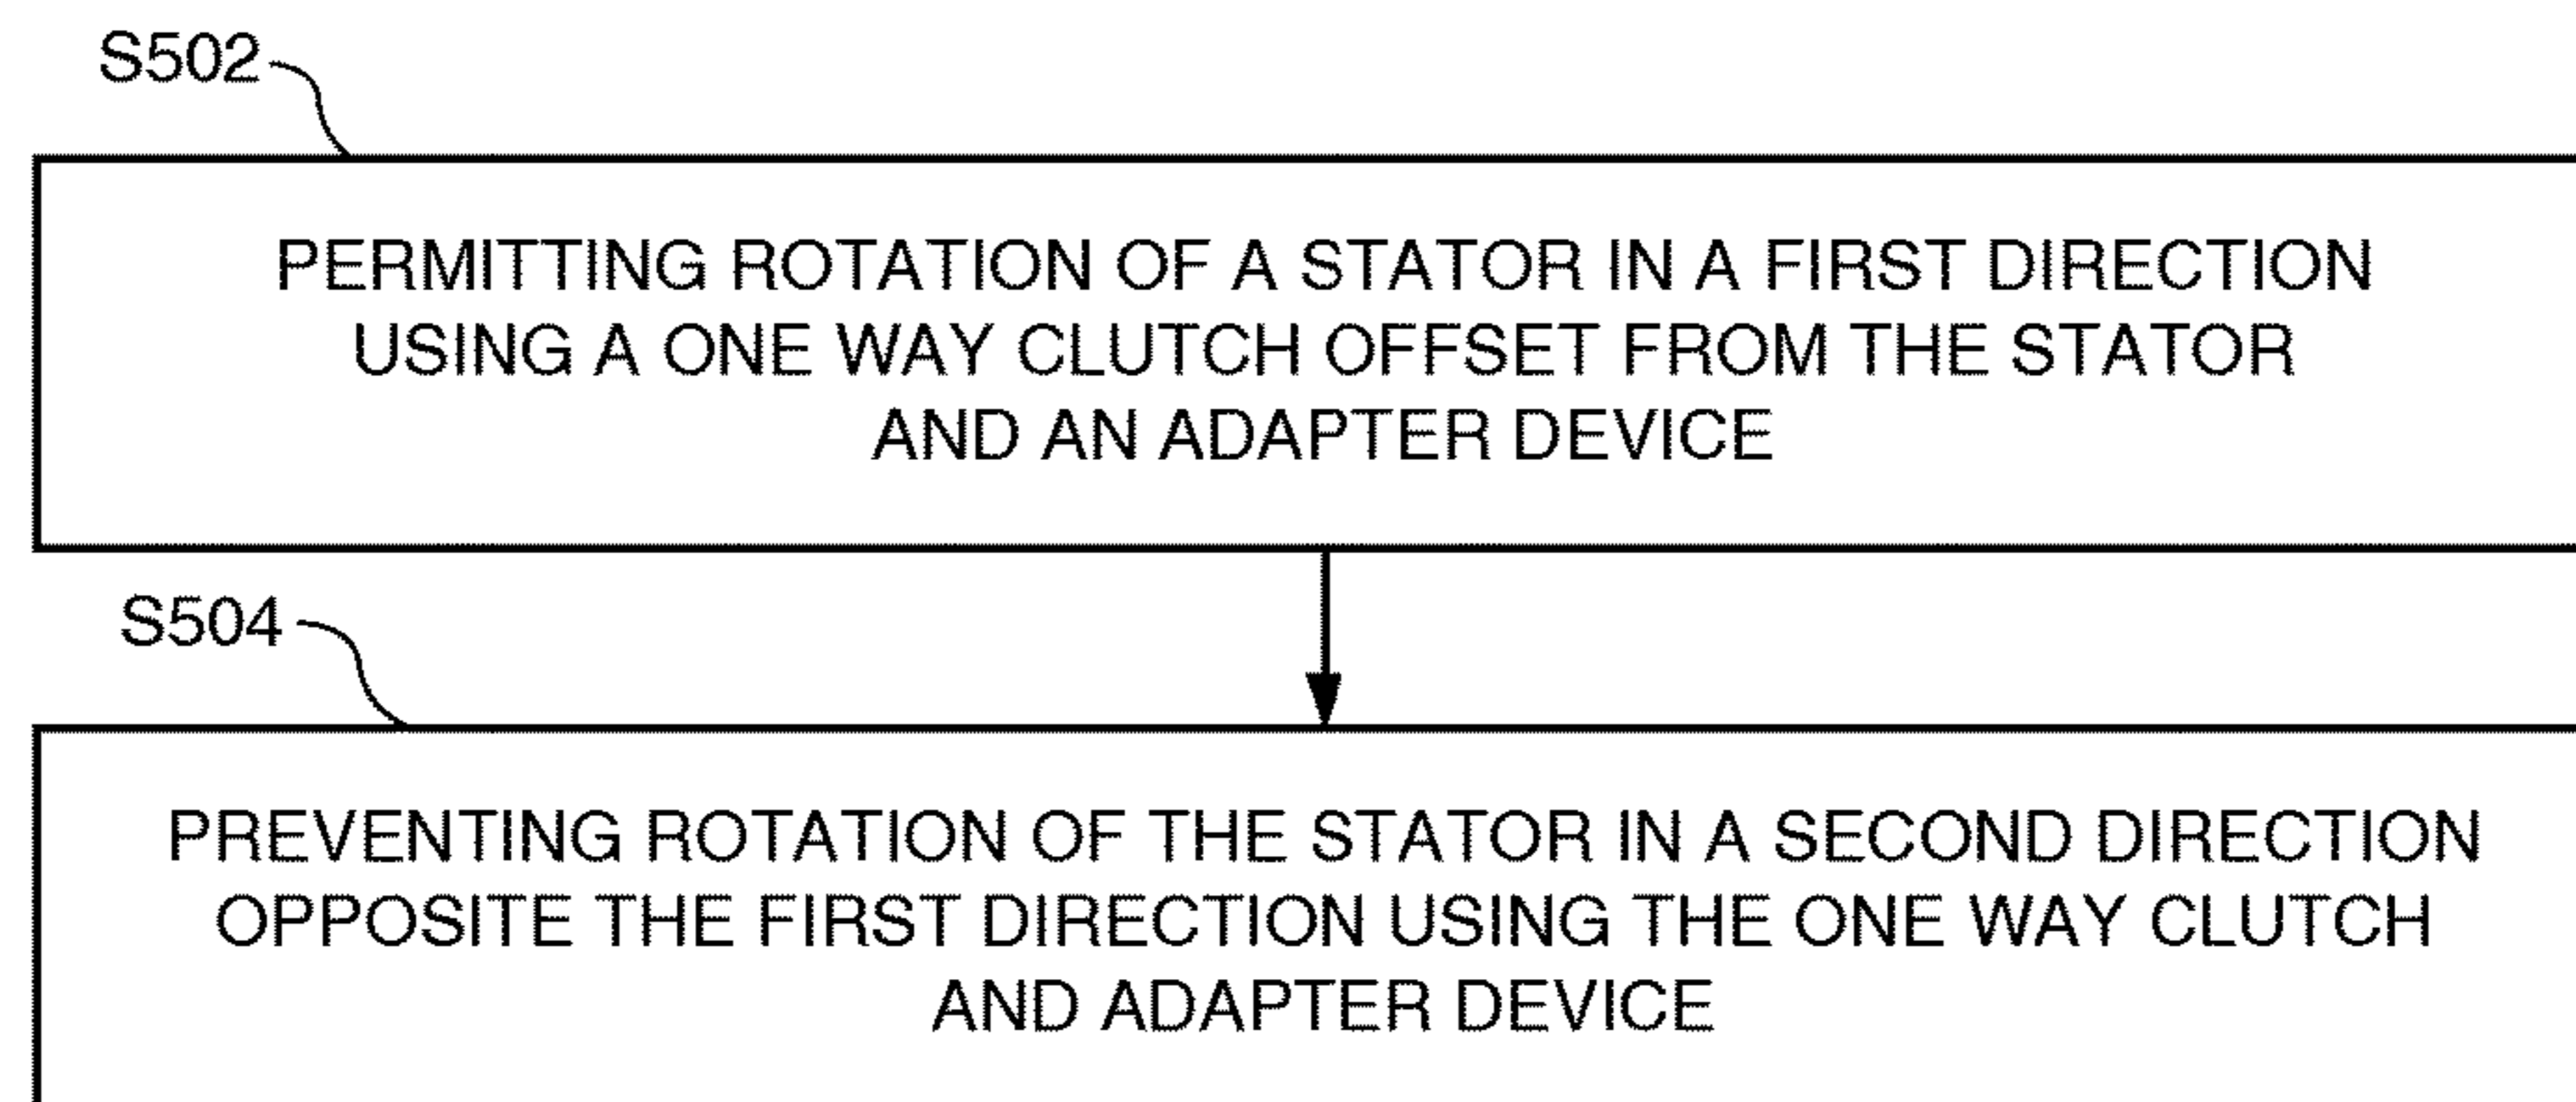 S502
PERMITTING ROTATION OF A STATOR IN A FIRST DIRECTION
USING A ONE WAY CLUTCH OFFSET FROM THE STATOR
AND AN ADAPTER DEVICE
S504
PREVENTING ROTATION OF THE STATOR IN A SECOND DIRECTION
OPPOSITE THE FIRST DIRECTION USING THE ONE WAY CLUTCH
AND ADAPTER DEVICE